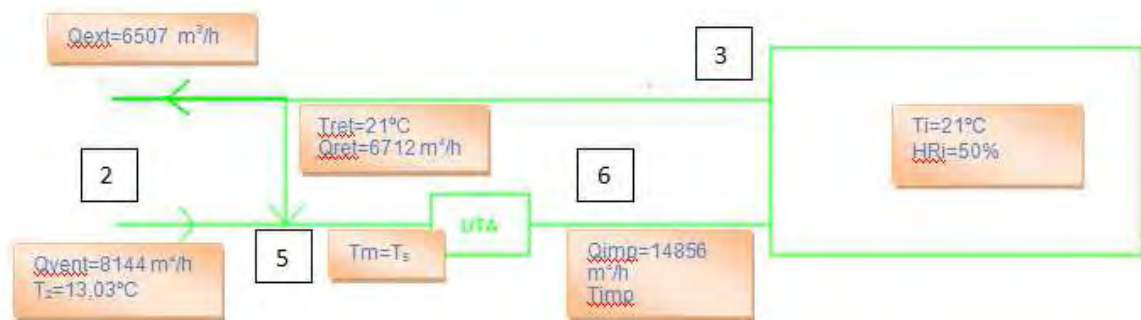 Qext=6507 m³/h
3
Tret=21ºC
Qret=6712 m³/h
Ti=21ºC
HRi=50%
2
6
UTA
Qvent=8144 m³/h
T₂=13,03ºC
5
Tm=T₅
Qimp=14856
m³/h
Timp